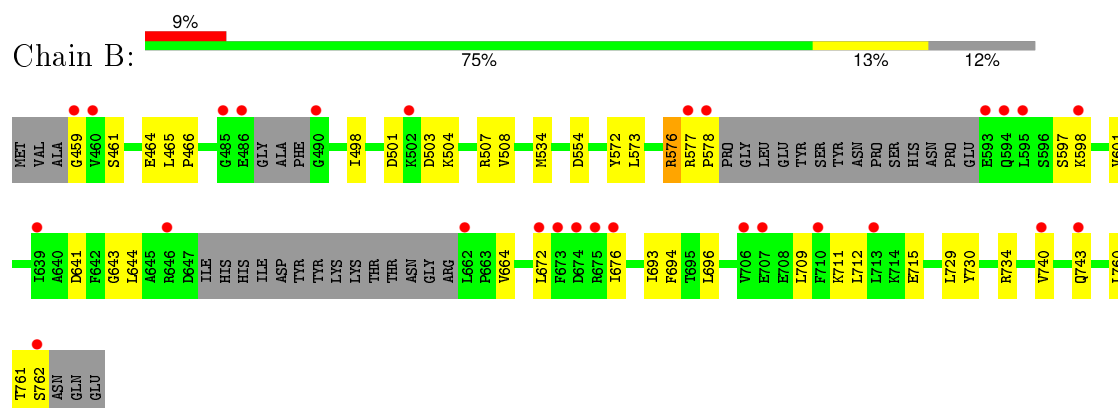 9%
Chain B:
75% 13% 12%
MET VAL ALA G459 V460 S461 E464 L465 P466 G485 E486 GLY ALA PHE G490 I498 D501 K502 D503 K504 R507 V508 M534 D554 Y572 L573 R576 R577 P578 PRO GLY LEU GLU TYR SER TYR ASN PRO SER HIS ASN PRO GLU E593 Q594 L595 S596 S597 K598 V601
I639 A640 D641 F642 G643 L644 A645 R646 D647 ILE HIS HIS ILE ASP TYR TYR LYS LYS THR THR ASN GLY ARG L662 P663 V664 L672 F673 D674 R675 I676 I693 F694 T695 L696 V706 E707 E708 L709 F710 K711 L712 L713 K714 E715 L729 Y730 R734 V740 Q743 L760
T761 S762 ASN GLN GLU